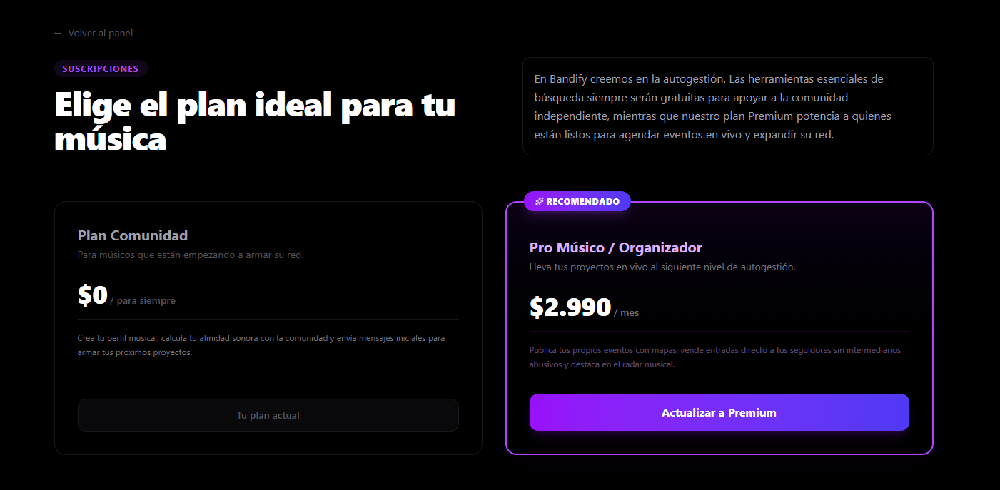 ← Volver al panel
SUSCRIPCIONES
Elige el plan ideal para tu
música
En Bandify creemos en la autogestión. Las herramientas esenciales de
búsqueda siempre serán gratuitas para apoyar a la comunidad
independiente, mientras que nuestro plan Premium potencia a quienes
están listos para agendar eventos en vivo y expandir su red.
Plan Comunidad
Para músicos que están empezando a armar su red.
$0 / para siempre
Crea tu perfil musical, calcula tu afinidad sonora con la comunidad y envía mensajes iniciales para
armar tus próximos proyectos.
Tu plan actual
RECOMENDADO
Pro Músico / Organizador
Lleva tus proyectos en vivo al siguiente nivel de autogestión.
$2.990 / mes
Publica tus propios eventos con mapas, vende entradas directo a tus seguidores sin intermediarios
abusivos y destaca en el radar musical.
Actualizar a Premium